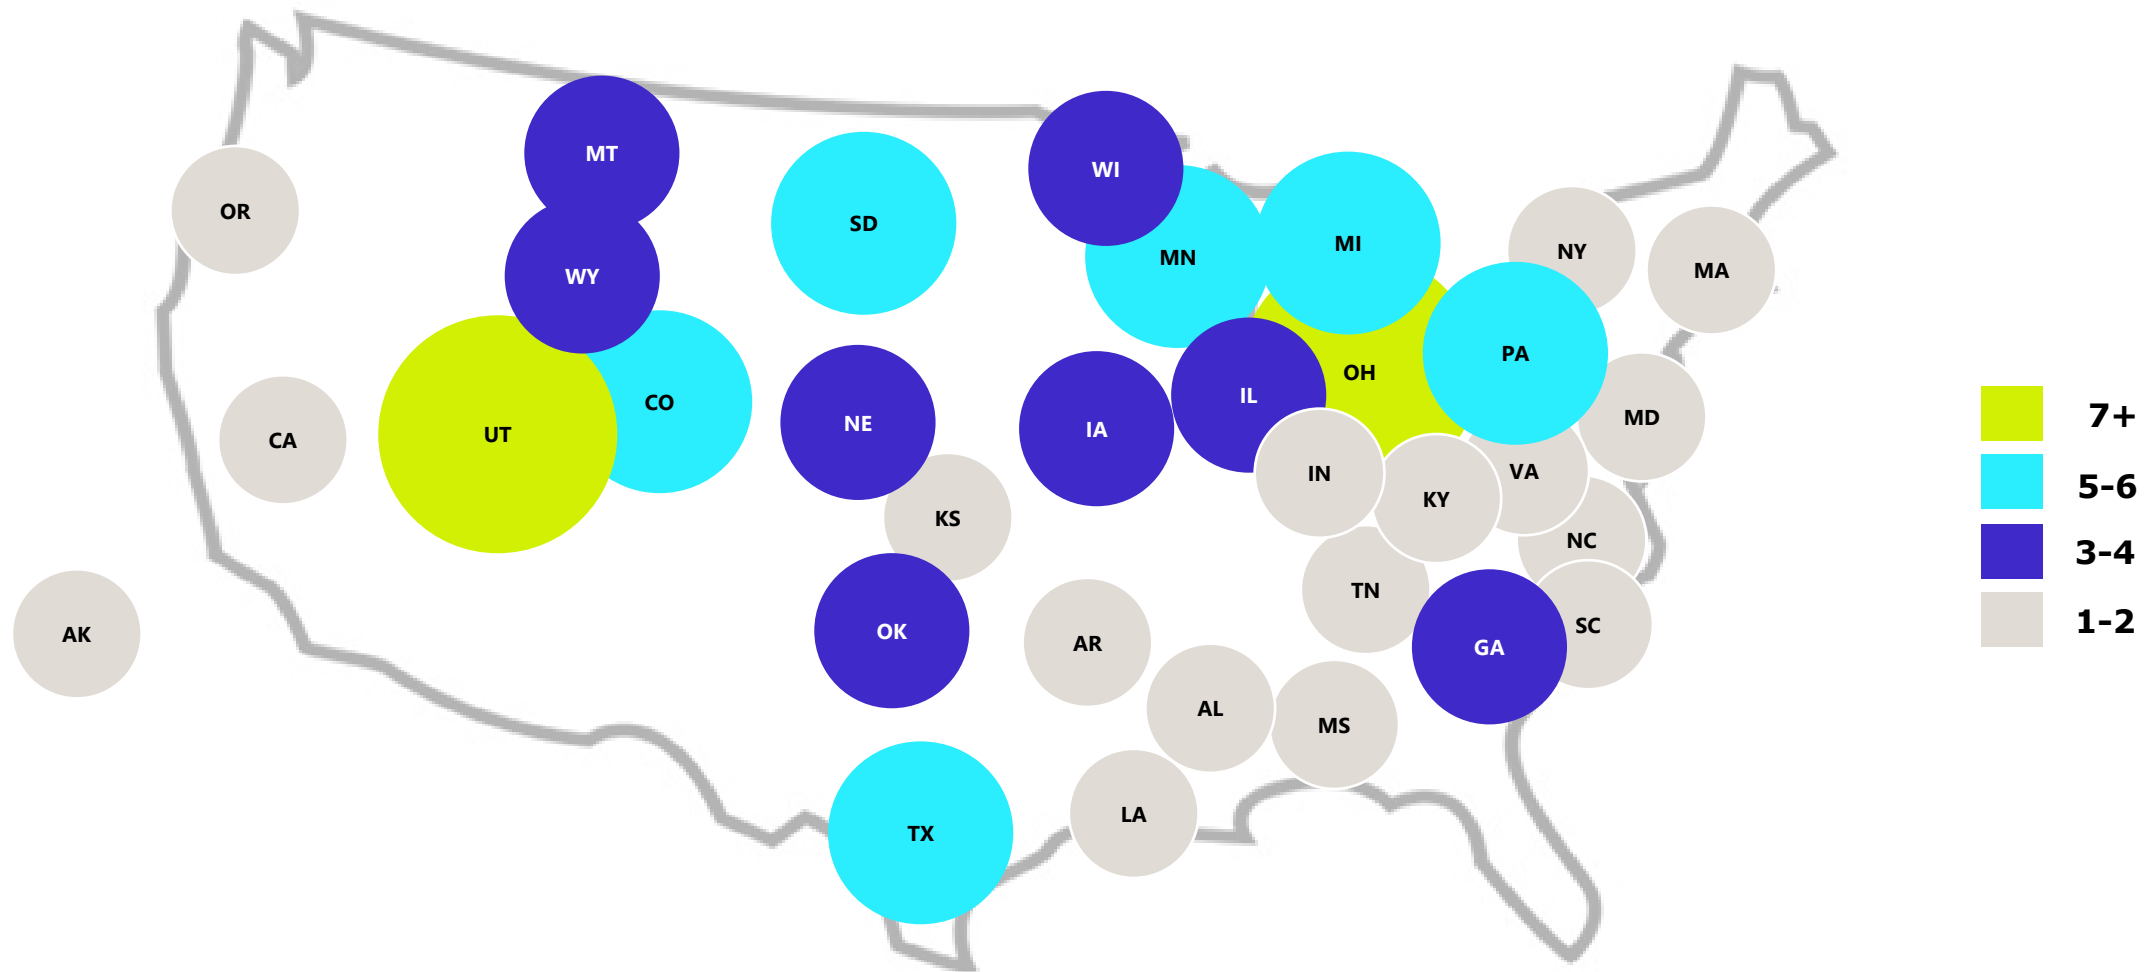 MT
WI
OR
SD
MI
NY
MN
MA
WY
PA
OH
IL
CO
7+
MD
NE
IA
UT
CA
VA
IN
5-6
KY
KS
NC
3-4
TN
SC
1-2
OK
AK
AR
GA
AL
MS
LA
TX